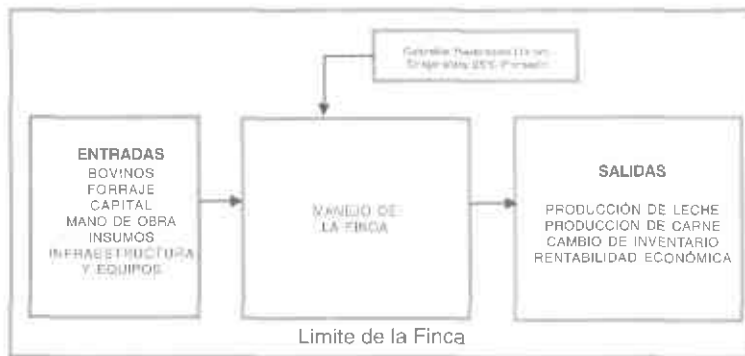 ENTRADAS
BOVINOS
FORRAJE
CAPITAL
MANO DE OBRA
INSUMOS
INFRAESTRUCTURA
Y EQUIPOS
MANEJO DE
LA FINCA
SALIDAS
PRODUCCIÓN DE LECHE
PRODUCCION DE CARNE
CAMBIO DE INVENTARIO
RENTABILIDAD ECONÓMICA
Limite de la Finca